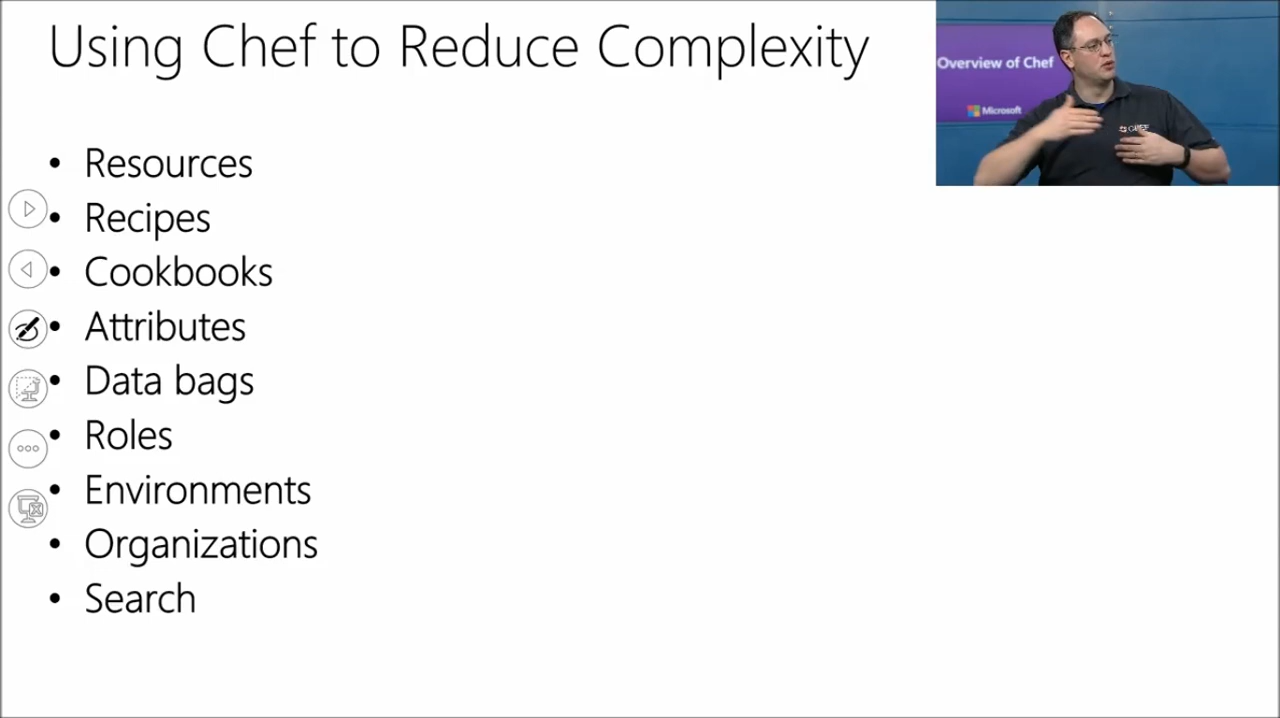 Using Chef to Reduce Complexity
Overview of Chef
Microsoft
CHEF
• Resources
• Recipes
• Cookbooks
• Attributes
• Data bags
• Roles
• Environments
• Organizations
• Search